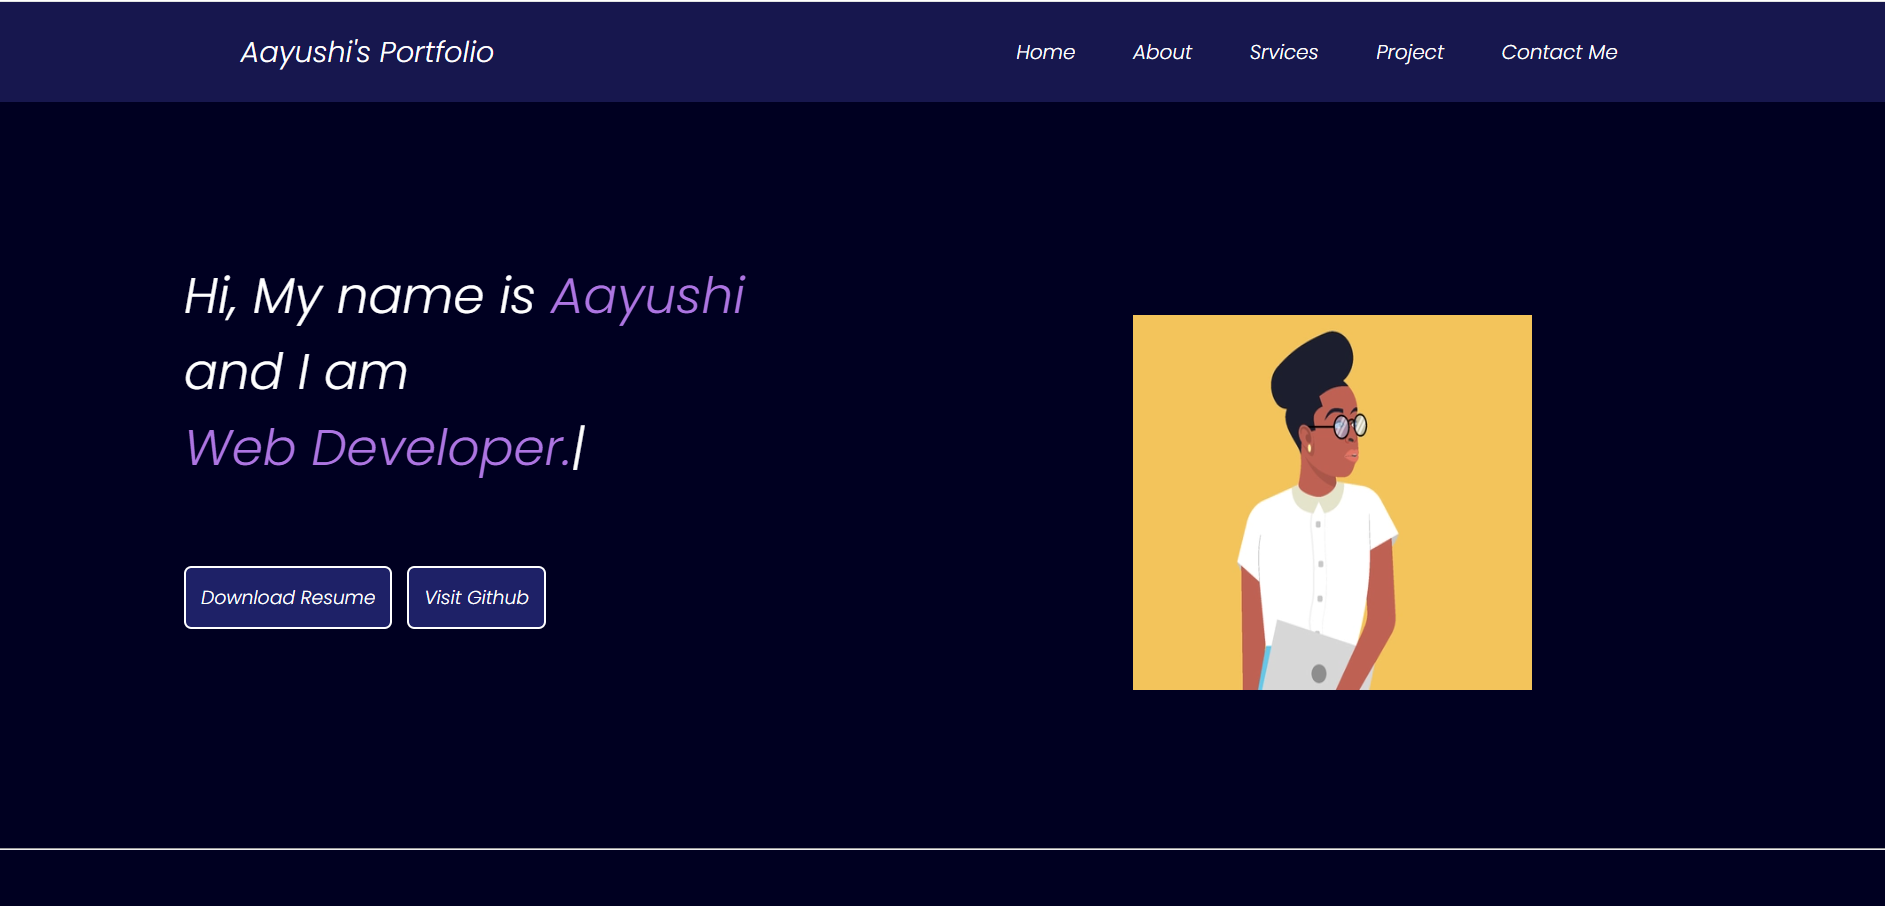 Aayushi's Portfolio
Home About Srvices Project Contact Me
Hi, My name is Aayushi
and I am
Web Developer.|
Download Resume Visit Github